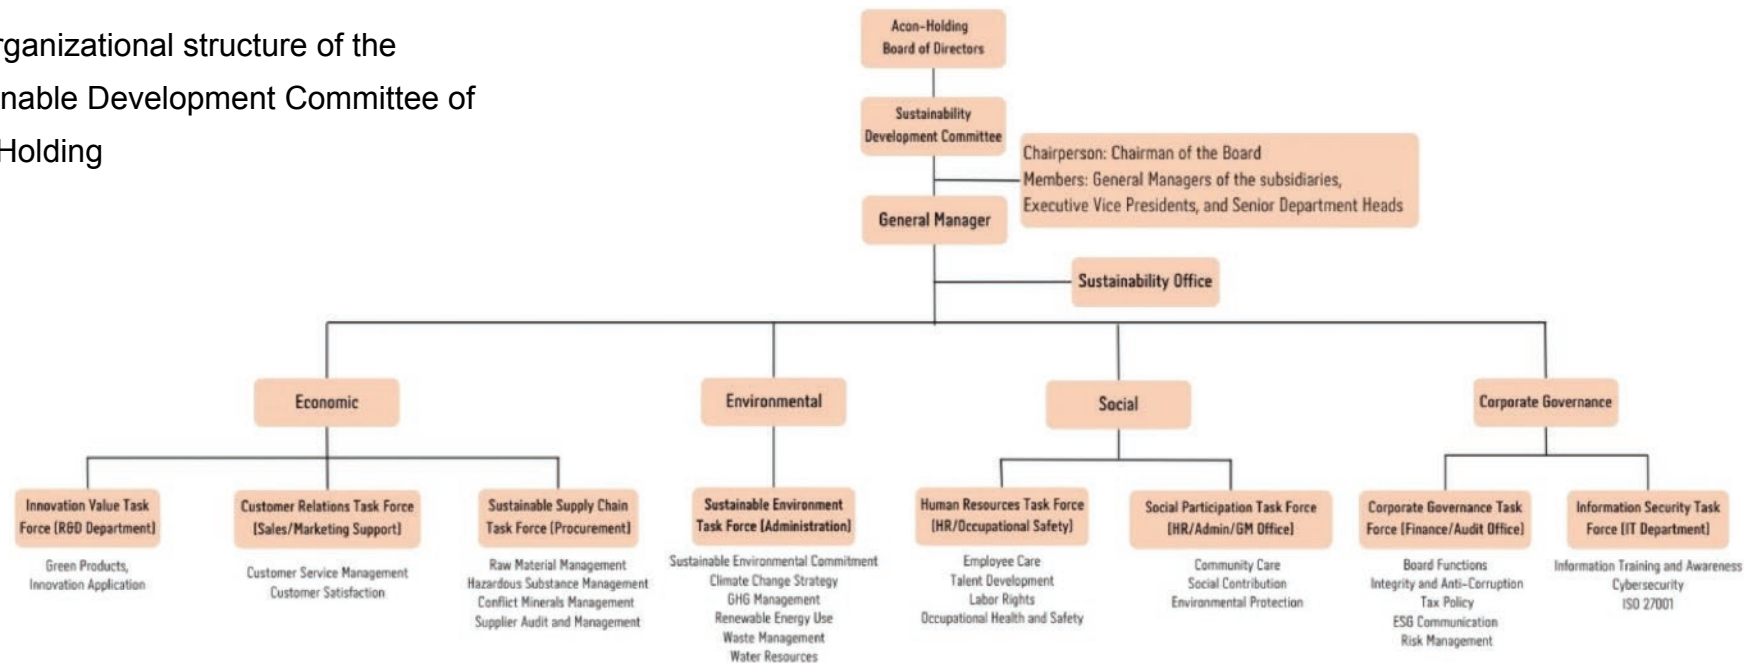 rganizational structure of the
nable Development Committee of
Holding
Acon-Holding
Board of Directors
Sustainability
Development Committee
Chairperson: Chairman of the Board
Members: General Managers of the subsidiaries,
Executive Vice Presidents, and Senior Department Heads
General Manager
Sustainability Office
Economic
Environmental
Social
Corporate Governance
Innovation Value Task
Force (R&D Department)
Green Products,
Innovation Application
Customer Relations Task Force
(Sales/Marketing Support)
Customer Service Management
Customer Satisfaction
Sustainable Supply Chain
Task Force (Procurement)
Raw Material Management
Hazardous Substance Management
Conflict Minerals Management
Supplier Audit and Management
Sustainable Environment
Task Force (Administration)
Sustainable Environmental Commitment
Climate Change Strategy
GHG Management
Renewable Energy Use
Waste Management
Water Resources
Human Resources Task Force
(HR/Occupational Safety)
Employee Care
Talent Development
Labor Rights
Occupational Health and Safety
Social Participation Task Force
(HR/Admin/GM Office)
Community Care
Social Contribution
Environmental Protection
Corporate Governance Task
Force (Finance/Audit Office)
Board Functions
Integrity and Anti-Corruption
Tax Policy
ESG Communication
Risk Management
Information Security Task
Force (IT Department)
Information Training and Awareness
Cybersecurity
ISO 27001